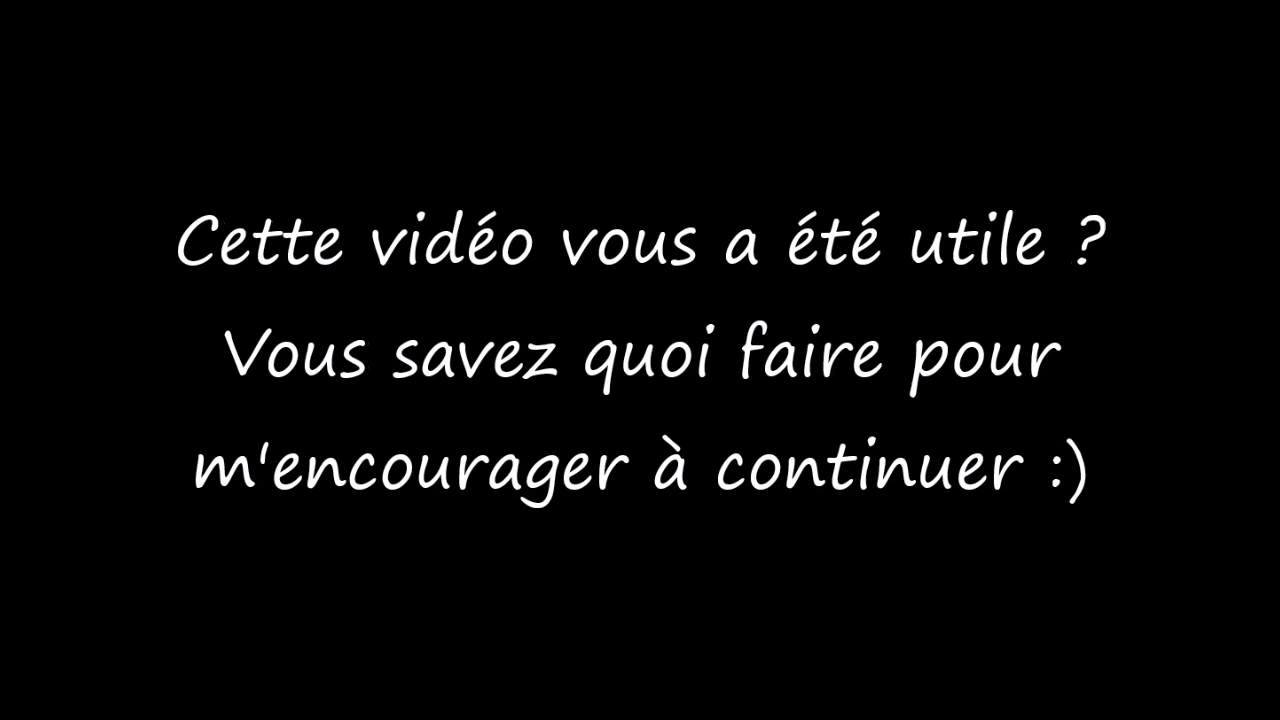 Cette vidéo vous a été utile ?
Vous savez quoi faire pour
m'encourager à continuer :)